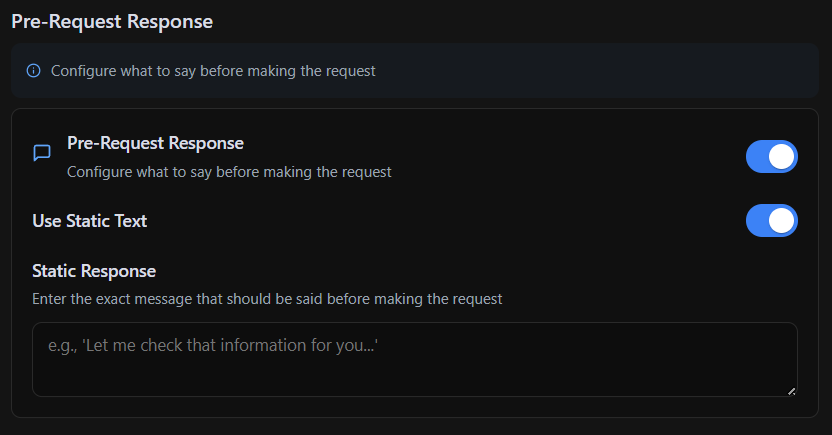 Pre-Request Response
Configure what to say before making the request
Pre-Request Response
Configure what to say before making the request
Use Static Text
Static Response
Enter the exact message that should be said before making the request
e.g., 'Let me check that information for you...'